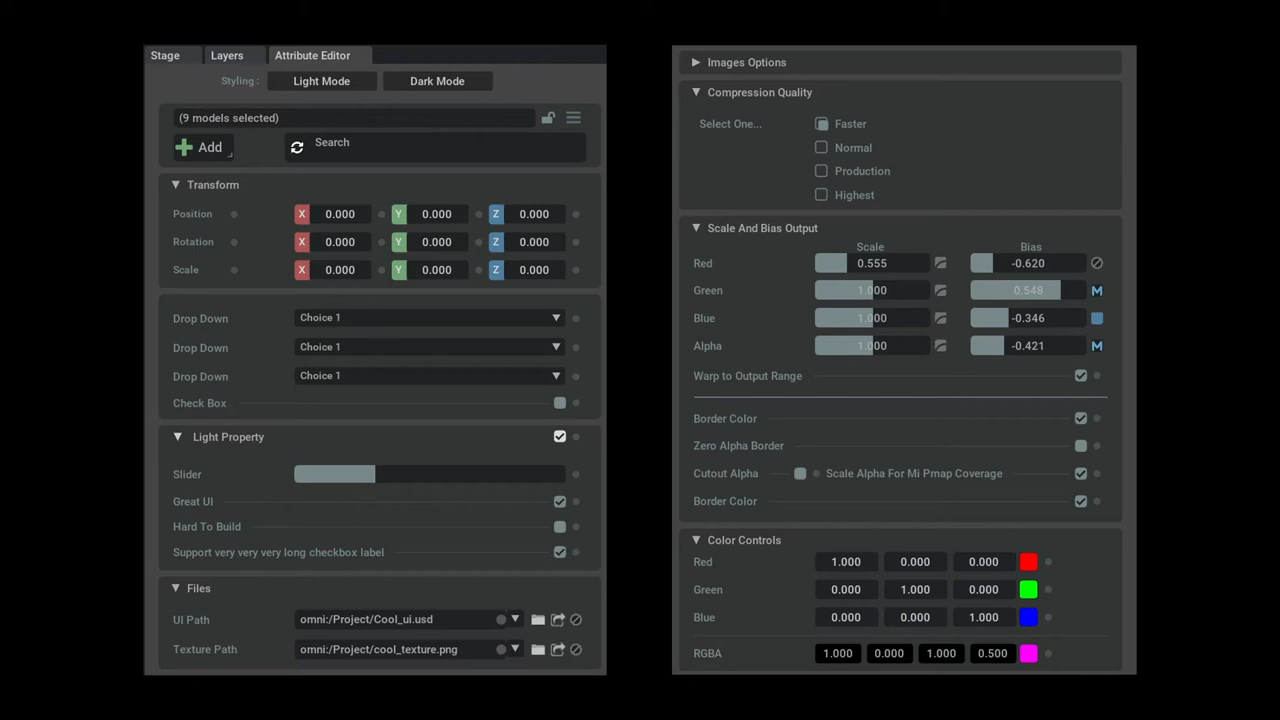 Stage Layers Attribute Editor
Styling : Light Mode Dark Mode
(9 models selected)
Add Search
Transform
Position X 0.000 Y 0.000 Z 0.000
Rotation X 0.000 Y 0.000 Z 0.000
Scale X 0.000 Y 0.000 Z 0.000
Drop Down Choice 1
Drop Down Choice 1
Drop Down Choice 1
Check Box
Light Property
Slider
Great UI
Hard To Build
Support very very very long checkbox label
Files
UI Path omni:/Project/Cool_ui.usd
Texture Path omni:/Project/cool_texture.png
Images Options
Compression Quality
Select One... Faster
Normal
Production
Highest
Scale And Bias Output
Scale Bias
Red 0.555 -0.620
Green 1.000 0.548 M
Blue 1.000 -0.346
Alpha 1.000 -0.421 M
Warp to Output Range
Border Color
Zero Alpha Border
Cutout Alpha Scale Alpha For Mi Pmap Coverage
Border Color
Color Controls
Red 1.000 0.000 0.000
Green 0.000 1.000 0.000
Blue 0.000 0.000 1.000
RGBA 1.000 0.000 1.000 0.500